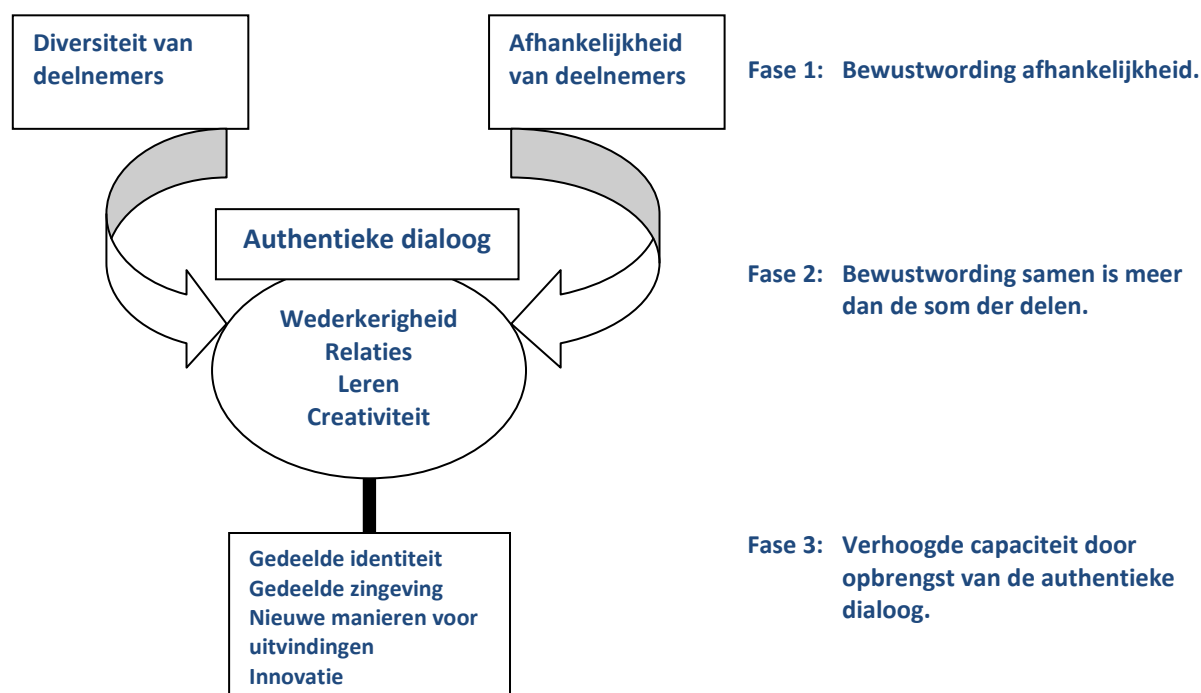 Diversiteit van
deelnemers
Afhankelijkheid
van deelnemers
Fase 1: Bewustwording afhankelijkheid.
Authentieke dialoog
Wederkerigheid
Relaties
Leren
Creativiteit
Fase 2: Bewustwording samen is meer
dan de som der delen.
Gedeelde identiteit
Gedeelde zingeving
Nieuwe manieren voor
uitvindingen
Innovatie
Fase 3: Verhoogde capaciteit door
opbrengst van de authentieke
dialoog.